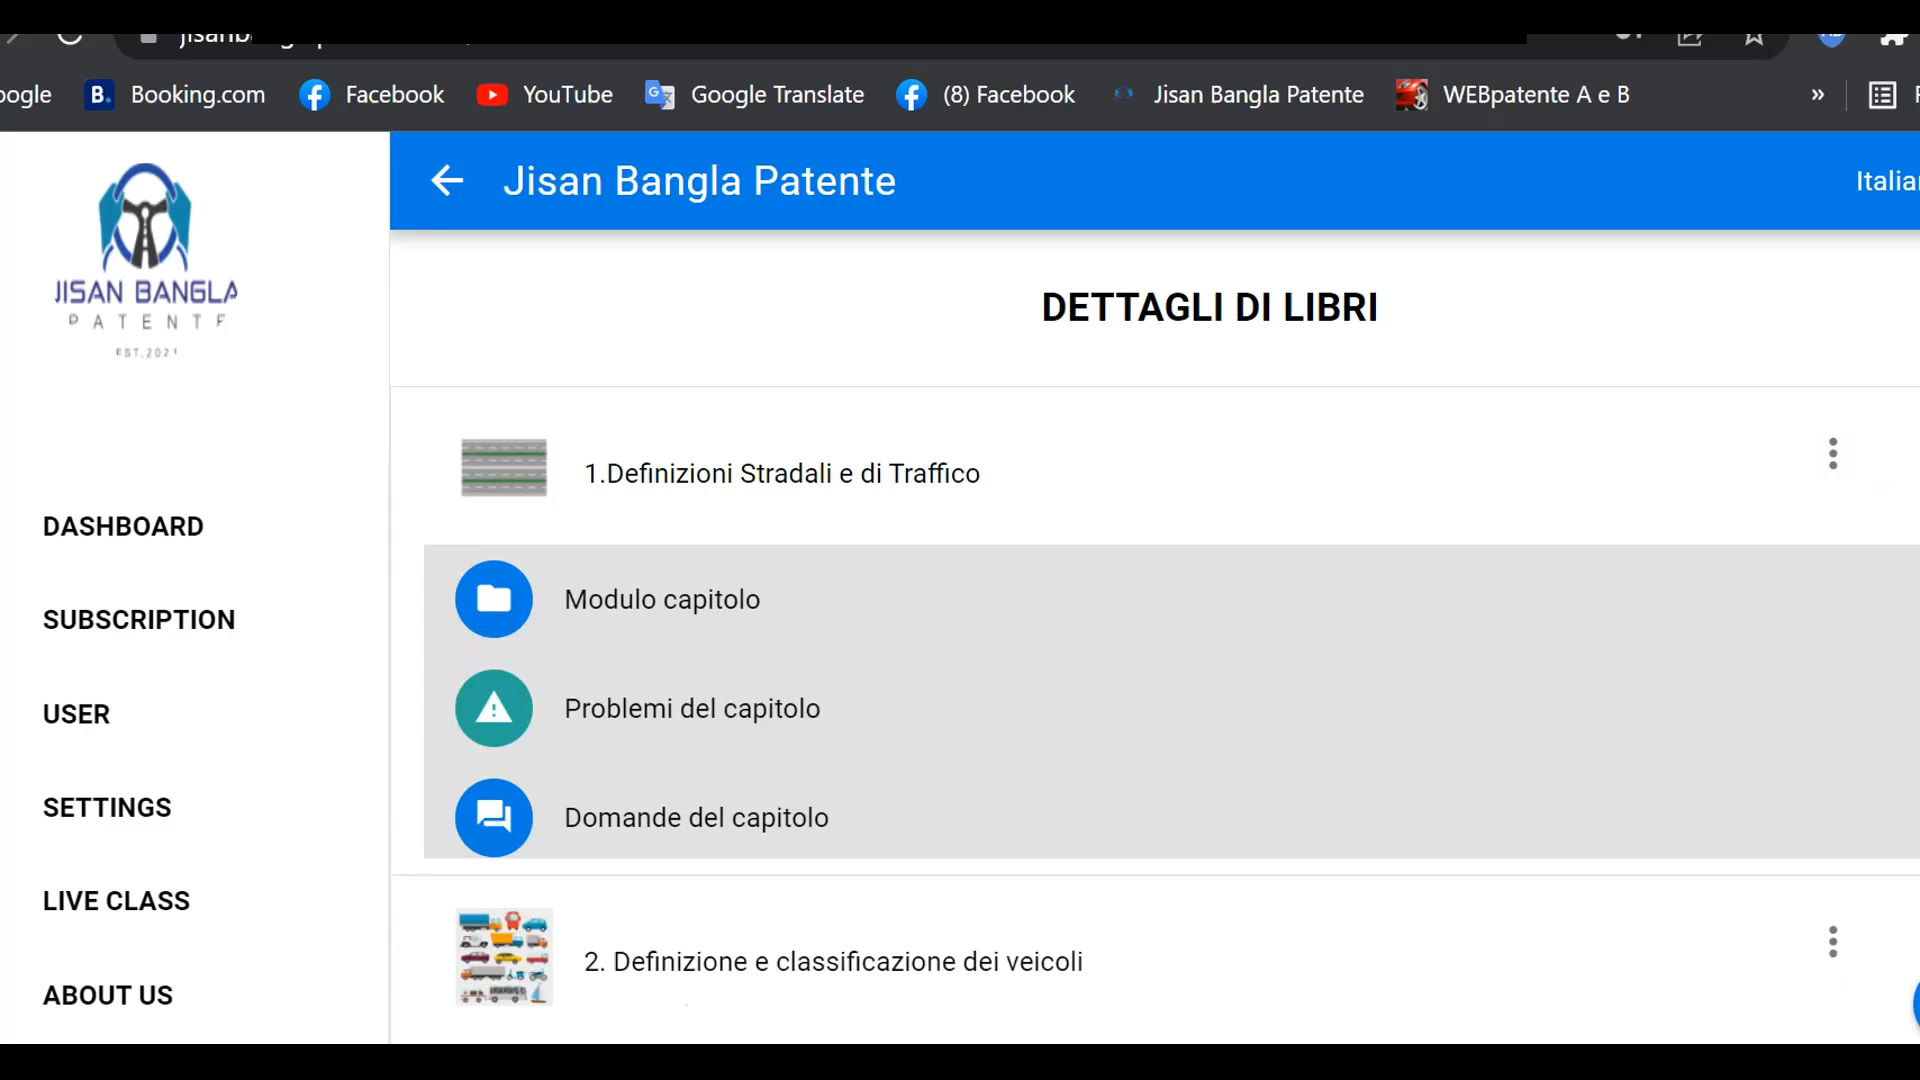 Booking.com Facebook YouTube Google Translate (8) Facebook Jisan Bangla Patente WEBpatente A e B »
JISAN BANGLA
PATENTE
EST.2021
Jisan Bangla Patente
DETTAGLI DI LIBRI
1.Definizioni Stradali e di Traffico
Modulo capitolo
Problemi del capitolo
Domande del capitolo
2. Definizione e classificazione dei veicoli
DASHBOARD
SUBSCRIPTION
USER
SETTINGS
LIVE CLASS
ABOUT US